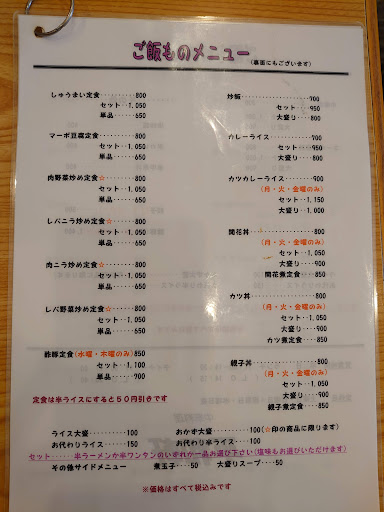 ご飯ものメニュー
(裏面にもございます)
しゅうまい定食・・・・・・・・・800
セット・・1,050
単品・・・・・650
マーボ豆腐定食・・・・・・・800
セット・・1,050
単品・・・・・650
肉野菜炒め定食☆・・・・・800
セット・・1,050
単品・・・・・650
レバニラ炒め定食☆・・・800
セット・・1,050
単品・・・・・650
肉ニラ炒め定食☆・・・・・800
セット・・1,050
単品・・・・・650
レバ野菜炒め定食☆・・・800
セット・・1,050
単品・・・・・650
酢豚定食(水曜・木曜のみ)850
セット・・1,100
単品・・・・・900
定食は半ライスにすると50円引きです
炒飯・・・・・・・・・・・・・・・700
セット・・・・950
大盛り・・・800
カレーライス・・・・・・・・・700
セット・・・・950
大盛・・・・・850
カツカレーライス・・・・・900
(月・火・金曜のみ)
セット・・1,150
大盛り・1,000
開花丼・・・・・・・・・・・・・800
(月・火・金曜のみ)
セット・・1,050
大盛り・・・900
開花煮定食・・・・850
カツ丼・・・・・・・・・・・・・800
(月・火・金曜のみ)
セット・・1,050
大盛り・・・900
カツ煮定食・・・・850
親子丼・・・・・・・・・・・・・800
(月・火・金曜のみ)
セット・・1,050
大盛り・・・900
親子煮定食・・・・850
ライス大盛・・・・・・100 おかず大盛・・・・・100(☆印の商品に限ります)
お代わりライス・・・・150 お代わり半ライス・・・・100
セット・・・・・・半ラーメンか半ワンタンのいずれか一品お選び下さい(塩味もお選びいただけます)
その他サイドメニュー 煮玉子・・・・50 大盛りスープ・・・・50
※価格はすべて税込みです